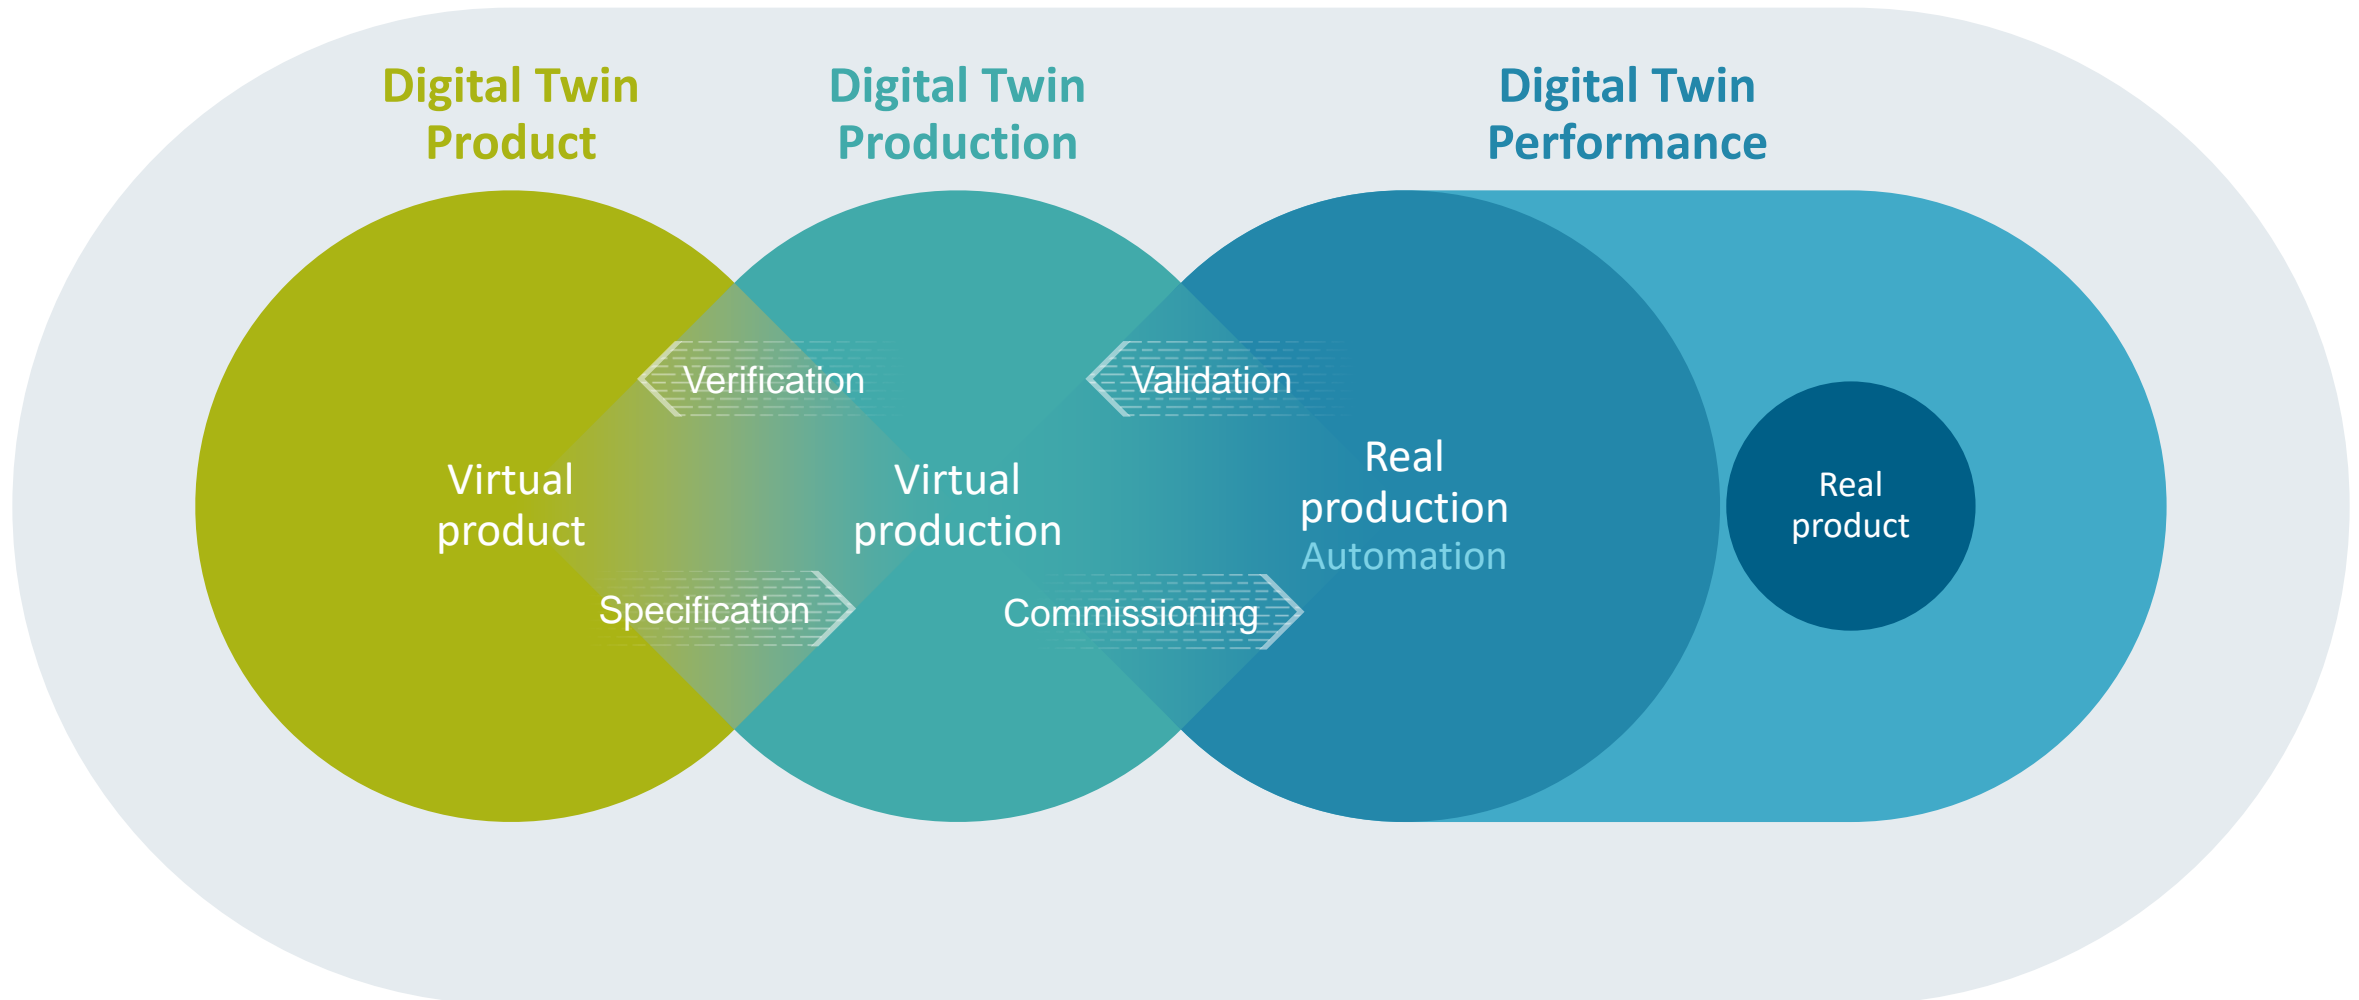 Digital Twin
Product
Digital Twin
Production
Digital Twin
Performance
Verification
Validation
Virtual
product
Virtual
production
Real
production
Automation
Real
product
Specification
Commissioning